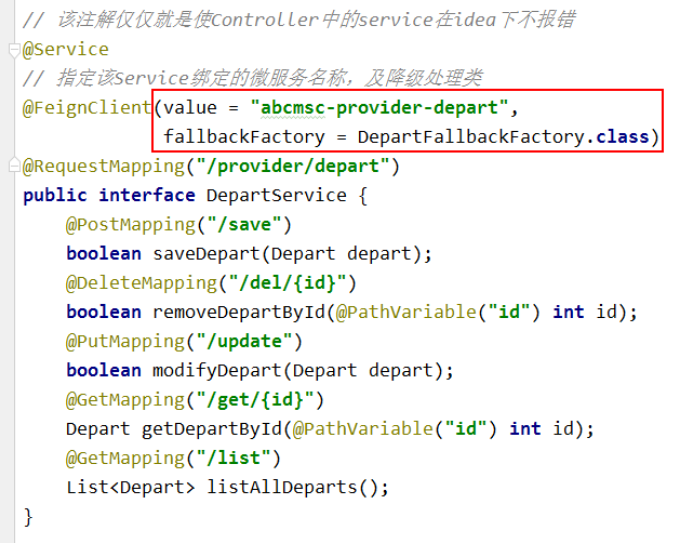 // 该注解仅仅就是使Controller中的service在idea下不报错
@Service
// 指定该Service绑定的微服务名称，及降级处理类
@FeignClient(value = "abcmsc-provider-depart",
fallbackFactory = DepartFallbackFactory.class)
@RequestMapping("/provider/depart")
public interface DepartService {
@PostMapping("/save")
boolean saveDepart(Depart depart);
@DeleteMapping("/del/{id}")
boolean removeDepartById(@PathVariable("id") int id);
@PutMapping("/update")
boolean modifyDepart(Depart depart);
@GetMapping("/get/{id}")
Depart getDepartById(@PathVariable("id") int id);
@GetMapping("/list")
List<Depart> listAllDeparts();
}